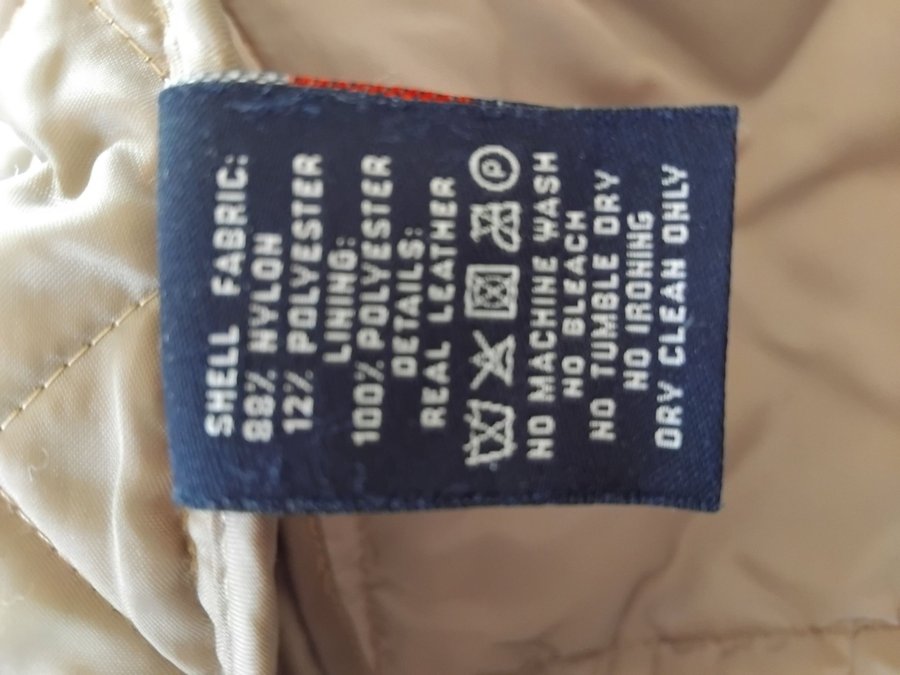 SHELL FABRIC:
88% NYLON
12% POLYESTER
LINING:
100% POLYESTER
DETAILS:
REAL LEATHER
P
NO MACHINE WASH
NO BLEACH
NO TUMBLE DRY
NO IRONING
DRY CLEAN ONLY